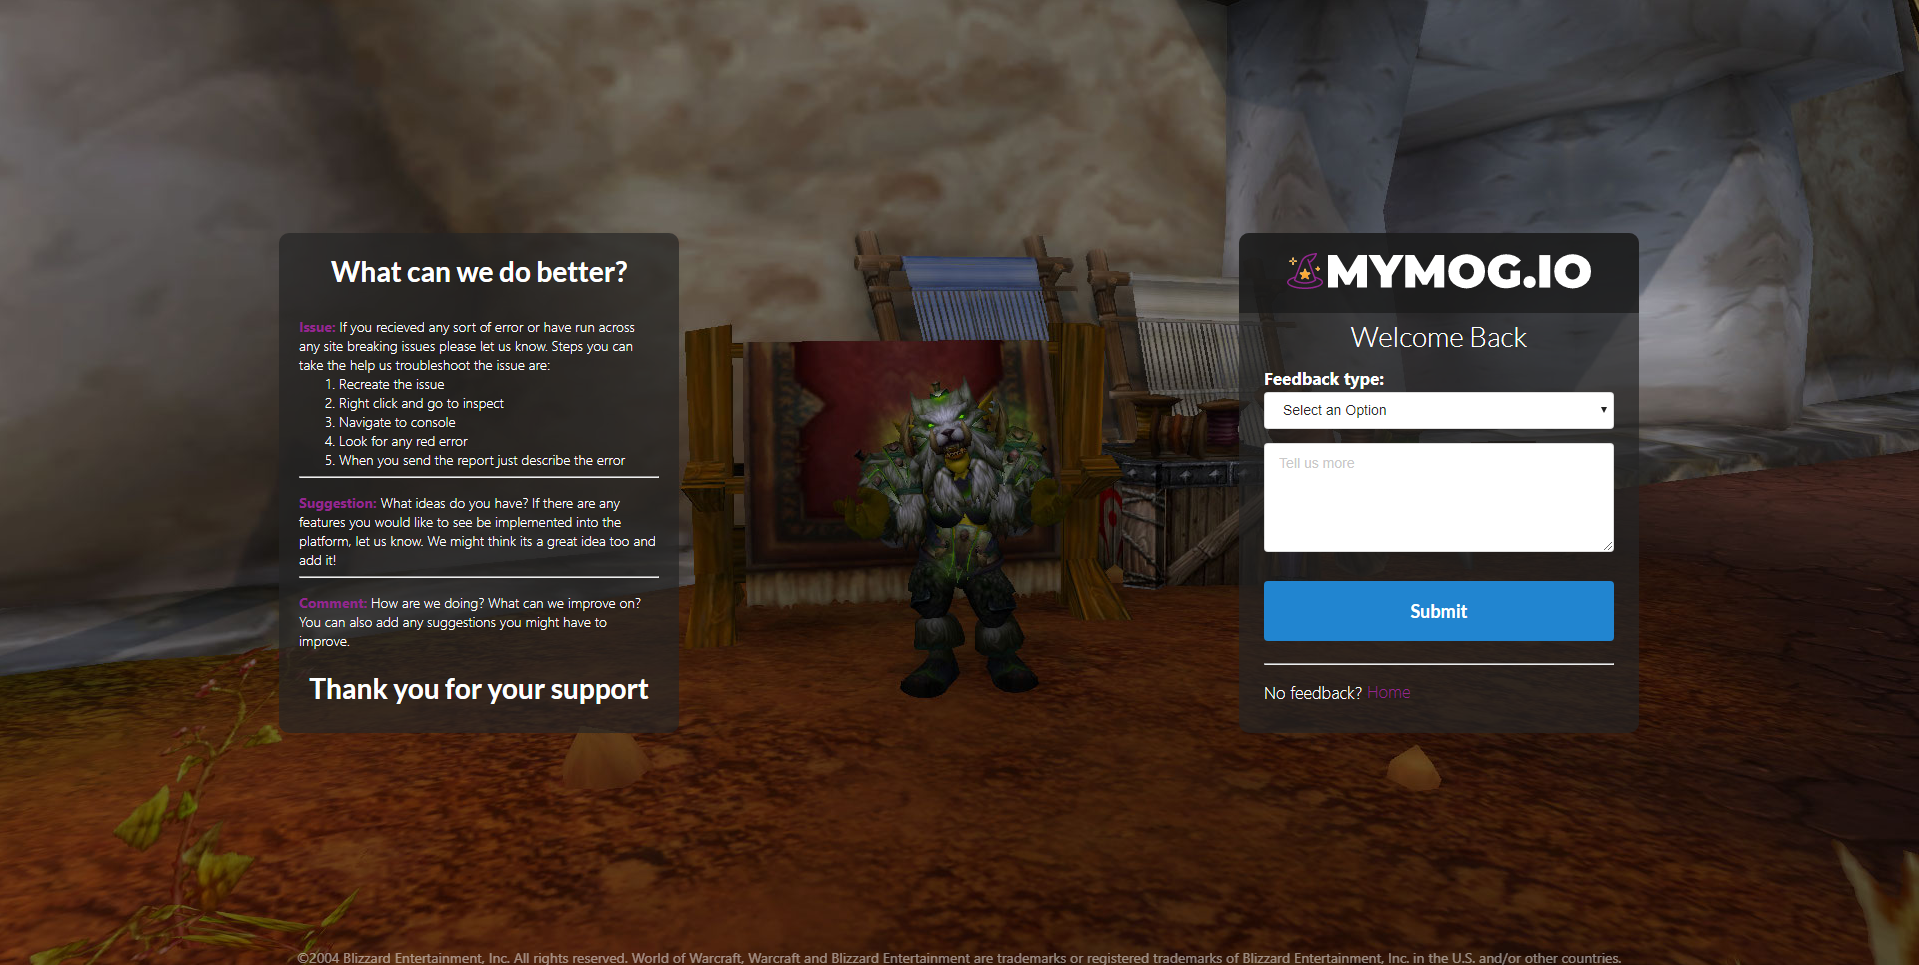 What can we do better?
Issue: If you recieved any sort of error or have run across
any site breaking issues please let us know. Steps you can
take the help us troubleshoot the issue are:
1. Recreate the issue
2. Right click and go to inspect
3. Navigate to console
4. Look for any red error
5. When you send the report just describe the error
Suggestion: What ideas do you have? If there are any
features you would like to see be implemented into the
platform, let us know. We might think its a great idea too and
add it!
Comment: How are we doing? What can we improve on?
You can also add any suggestions you might have to
improve.
Thank you for your support
MYMOG.IO
Welcome Back
Feedback type:
Select an Option
Tell us more
Submit
No feedback? Home
©2004 Blizzard Entertainment, Inc. All rights reserved. World of Warcraft, Warcraft and Blizzard Entertainment are trademarks or registered trademarks of Blizzard Entertainment, Inc. in the U.S. and/or other countries.